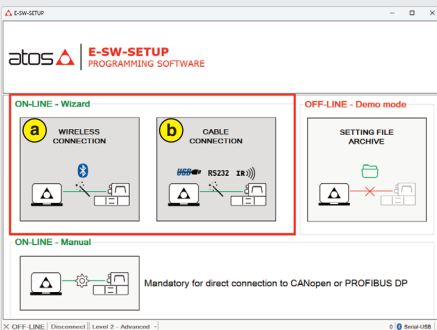 E-SW-SETUP
atos
E-SW-SETUP
PROGRAMMING SOFTWARE
ON-LINE - Wizard
OFF-LINE - Demo mode
a
WIRELESS
CONNECTION
b
CABLE
CONNECTION
SETTING FILE
ARCHIVE
USB RS232 IR
ON-LINE - Manual
Mandatory for direct connection to CANopen or PROFIBUS DP
OFF-LINE Disconnect Level 2 - Advanced 0 Serial-USB